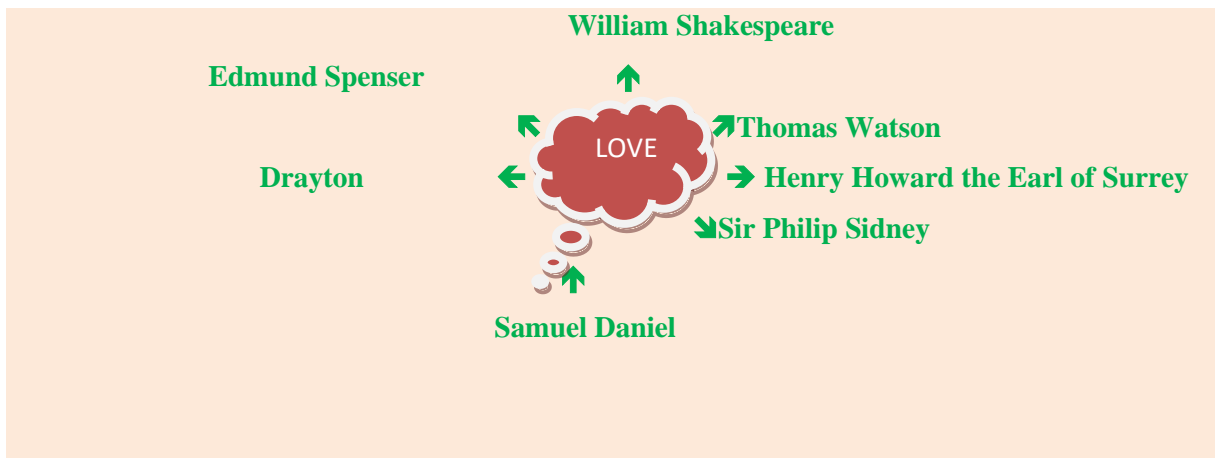 William Shakespeare
Edmund Spenser
LOVE
Thomas Watson
Drayton
Henry Howard the Earl of Surrey
Sir Philip Sidney
Samuel Daniel